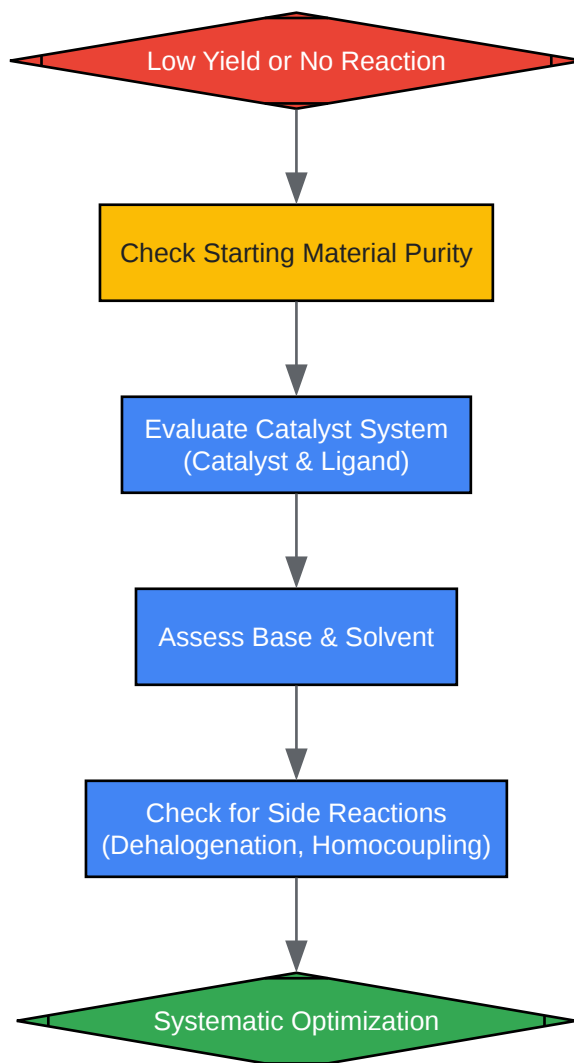 Low Yield or No Reaction
Check Starting Material Purity
Evaluate Catalyst System
(Catalyst & Ligand)
Assess Base & Solvent
Check for Side Reactions
(Dehalogenation, Homocoupling)
Systematic Optimization